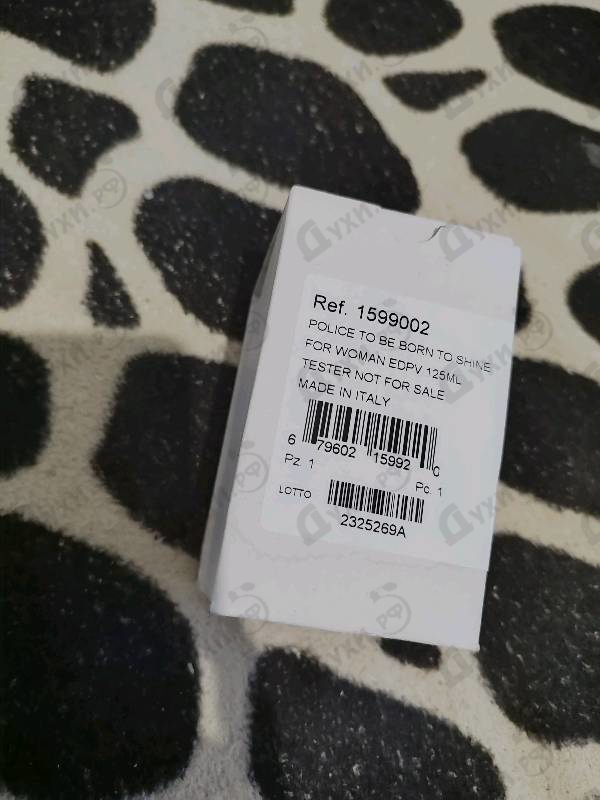 Ref. 1599002
POLICE TO BE BORN TO SHINE
FOR WOMAN EDPV 125ML
TESTER NOT FOR SALE
MADE IN ITALY
6 79602 15992 0
Pz. 1 Pc. 1
LOTTO
2325269A
Духи.рф